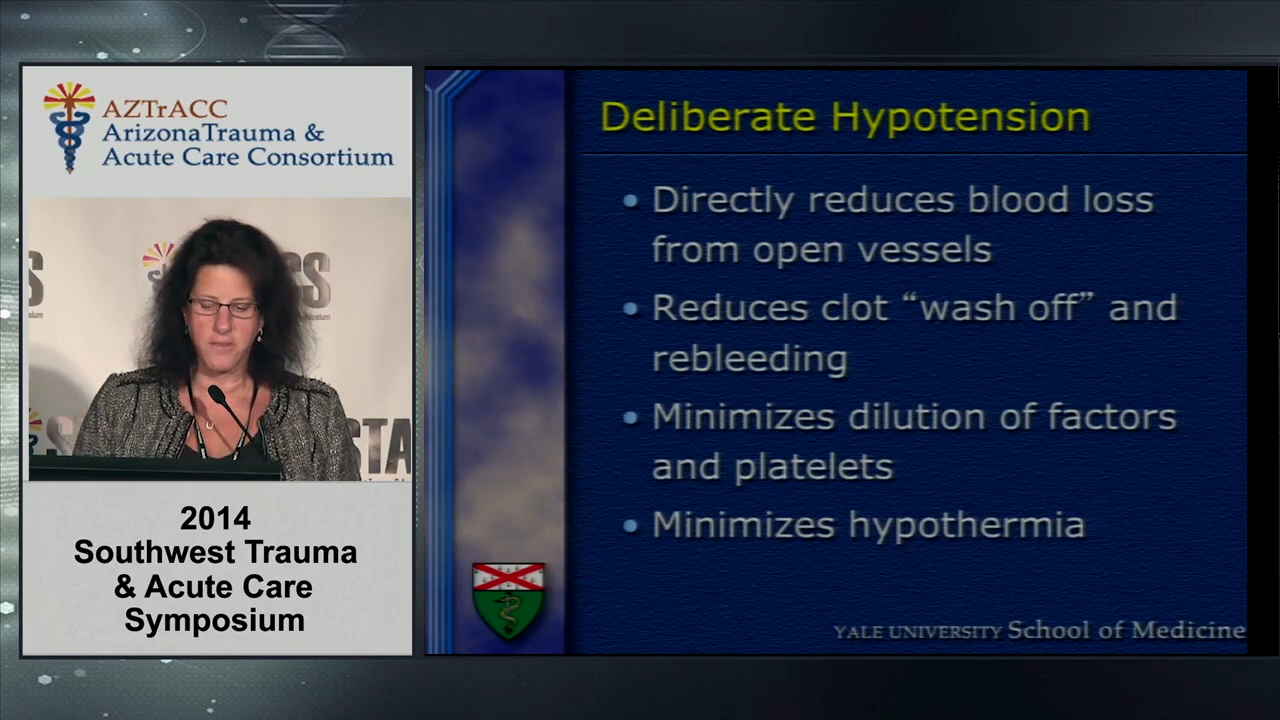 AZTrACC
ArizonaTrauma &
Acute Care Consortium
2014
Southwest Trauma
& Acute Care
Symposium
Deliberate Hypotension
• Directly reduces blood loss
from open vessels
• Reduces clot “wash off” and
rebleeding
• Minimizes dilution of factors
and platelets
• Minimizes hypothermia
YALE UNIVERSITY School of Medicine